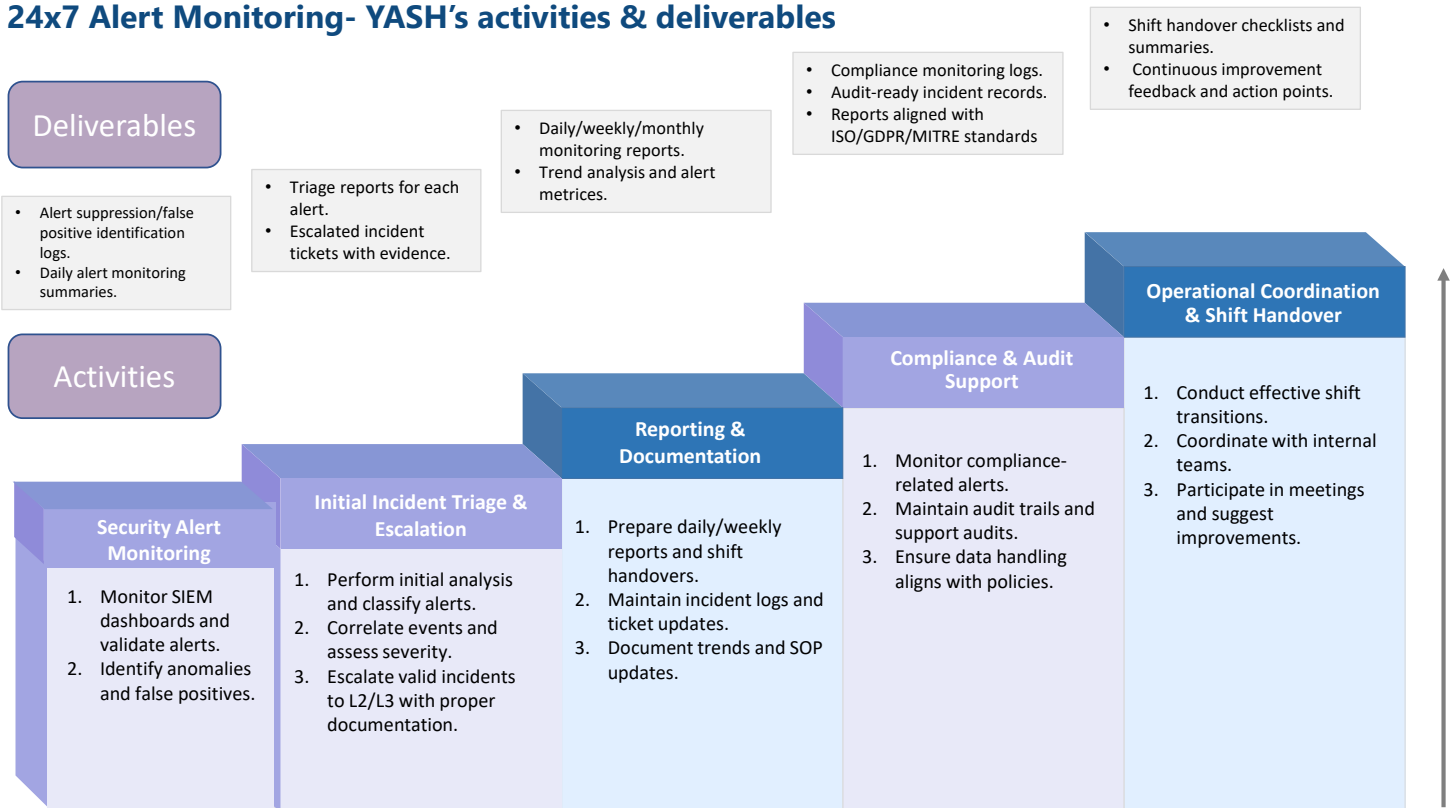 24x7 Alert Monitoring- YASH's activities & deliverables
Deliverables
• Alert suppression/false
positive identification
logs.
• Daily alert monitoring
summaries.
• Triage reports for each
alert.
• Escalated incident
tickets with evidence.
• Daily/weekly/monthly
monitoring reports.
• Trend analysis and alert
metrices.
• Compliance monitoring logs.
• Audit-ready incident records.
• Reports aligned with
ISO/GDPR/MITRE standards
• Shift handover checklists and
summaries.
• Continuous improvement
feedback and action points.
Activities
Security Alert
Monitoring
1. Monitor SIEM
dashboards and
validate alerts.
2. Identify anomalies
and false positives.
Initial Incident Triage &
Escalation
1. Perform initial analysis
and classify alerts.
2. Correlate events and
assess severity.
3. Escalate valid incidents
to L2/L3 with proper
documentation.
Reporting &
Documentation
1. Prepare daily/weekly
reports and shift
handovers.
2. Maintain incident logs and
ticket updates.
3. Document trends and SOP
updates.
Compliance & Audit
Support
1. Monitor compliance-
related alerts.
2. Maintain audit trails and
support audits.
3. Ensure data handling
aligns with policies.
Operational Coordination
& Shift Handover
1. Conduct effective shift
transitions.
2. Coordinate with internal
teams.
3. Participate in meetings
and suggest
improvements.